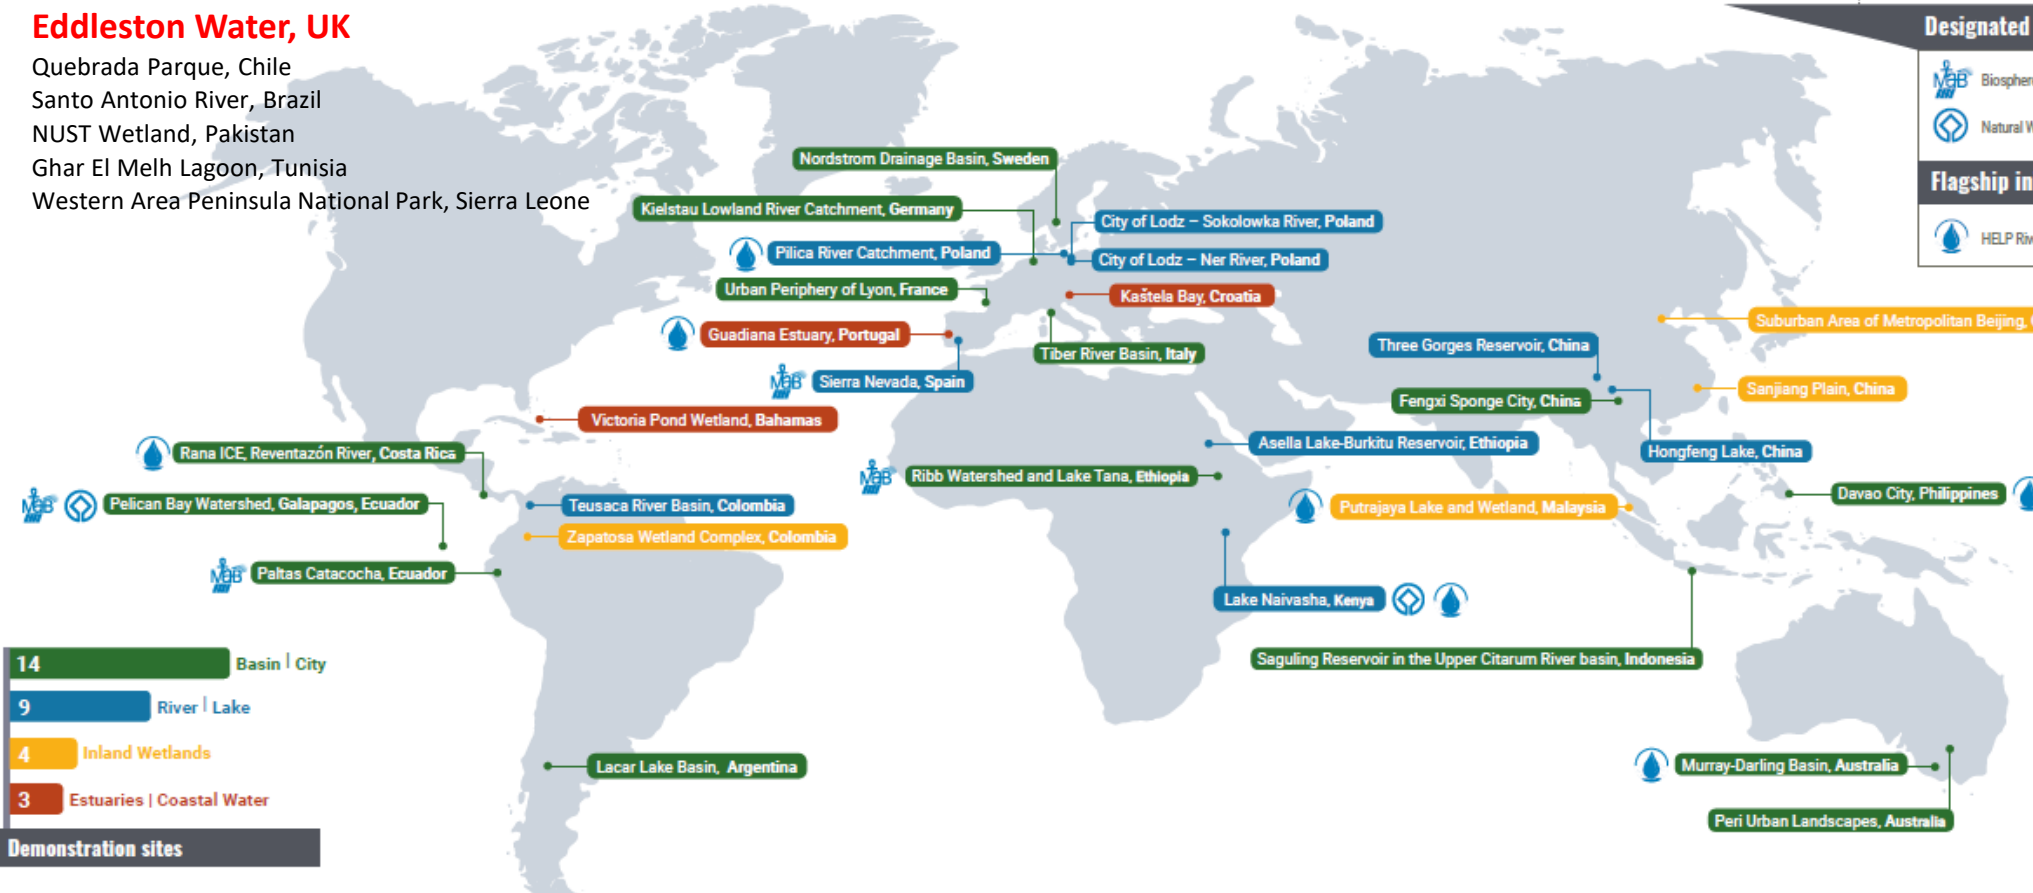 Eddleston Water, UK
Quebrada Parque, Chile
Santo Antonio River, Brazil
NUST Wetland, Pakistan
Ghar El Melh Lagoon, Tunisia
Western Area Peninsula National Park, Sierra Leone
Designated
MaB Biospher
Natural W
Flagship in
HELP Riv
Nordstrom Drainage Basin, Sweden
Kielstau Lowland River Catchment, Germany
City of Lodz – Sokolowka River, Poland
Pilica River Catchment, Poland
City of Lodz – Ner River, Poland
Urban Periphery of Lyon, France
Kaštela Bay, Croatia
Guadiana Estuary, Portugal
Tiber River Basin, Italy
MaB Sierra Nevada, Spain
Suburban Area of Metropolitan Beijing,
Three Gorges Reservoir, China
Sanjiang Plain, China
Fengxi Sponge City, China
Victoria Pond Wetland, Bahamas
Asella Lake-Burkitu Reservoir, Ethiopia
Hongfeng Lake, China
Rana ICE, Reventazón River, Costa Rica
MaB Ribb Watershed and Lake Tana, Ethiopia
Davao City, Philippines
MaB Pelican Bay Watershed, Galapagos, Ecuador
Teusaca River Basin, Colombia
Putrajaya Lake and Wetland, Malaysia
Zapatosa Wetland Complex, Colombia
MaB Paltas Catacocha, Ecuador
Lake Naivasha, Kenya
Saguling Reservoir in the Upper Citarum River basin, Indonesia
Lacar Lake Basin, Argentina
Murray-Darling Basin, Australia
Peri Urban Landscapes, Australia
14 Basin | City
9 River | Lake
4 Inland Wetlands
3 Estuaries | Coastal Water
Demonstration sites